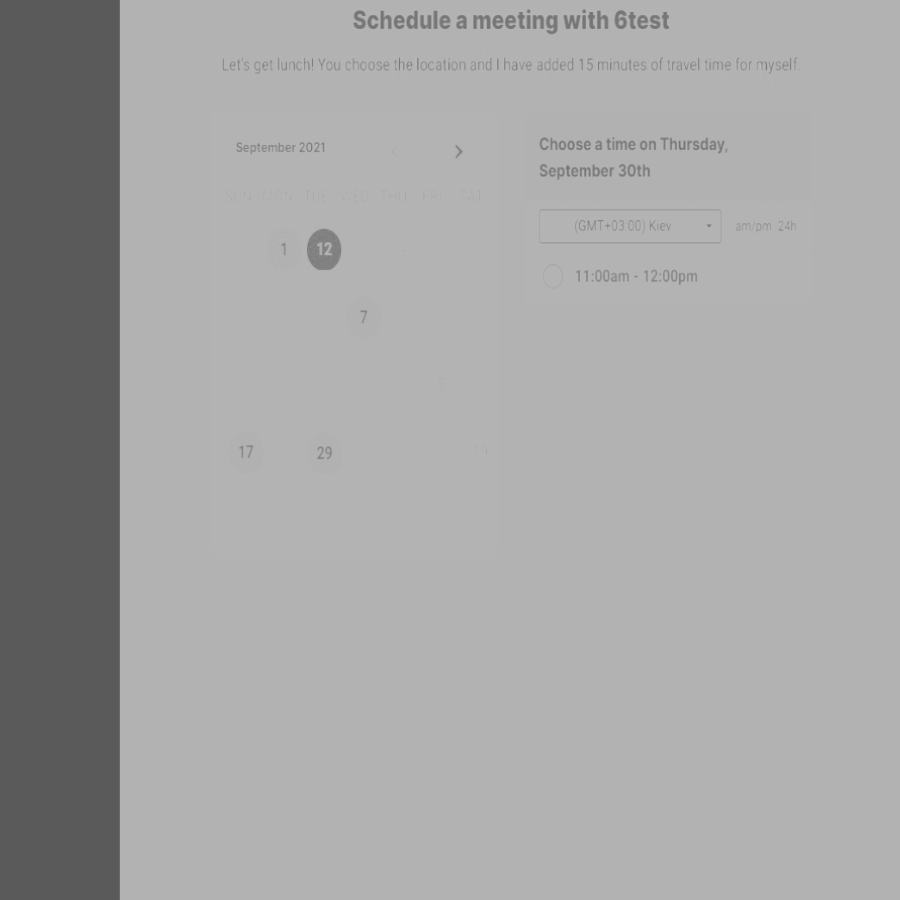 Schedule a meeting with 6test
Let's get lunch! You choose the location and I have added 15 minutes of travel time for myself.
September 2021
SUN MON TUE WED THU FRI SAT
1 12
7
17 29
Choose a time on Thursday,
September 30th
(GMT+03:00) Kiev am/pm 24h
11:00am - 12:00pm